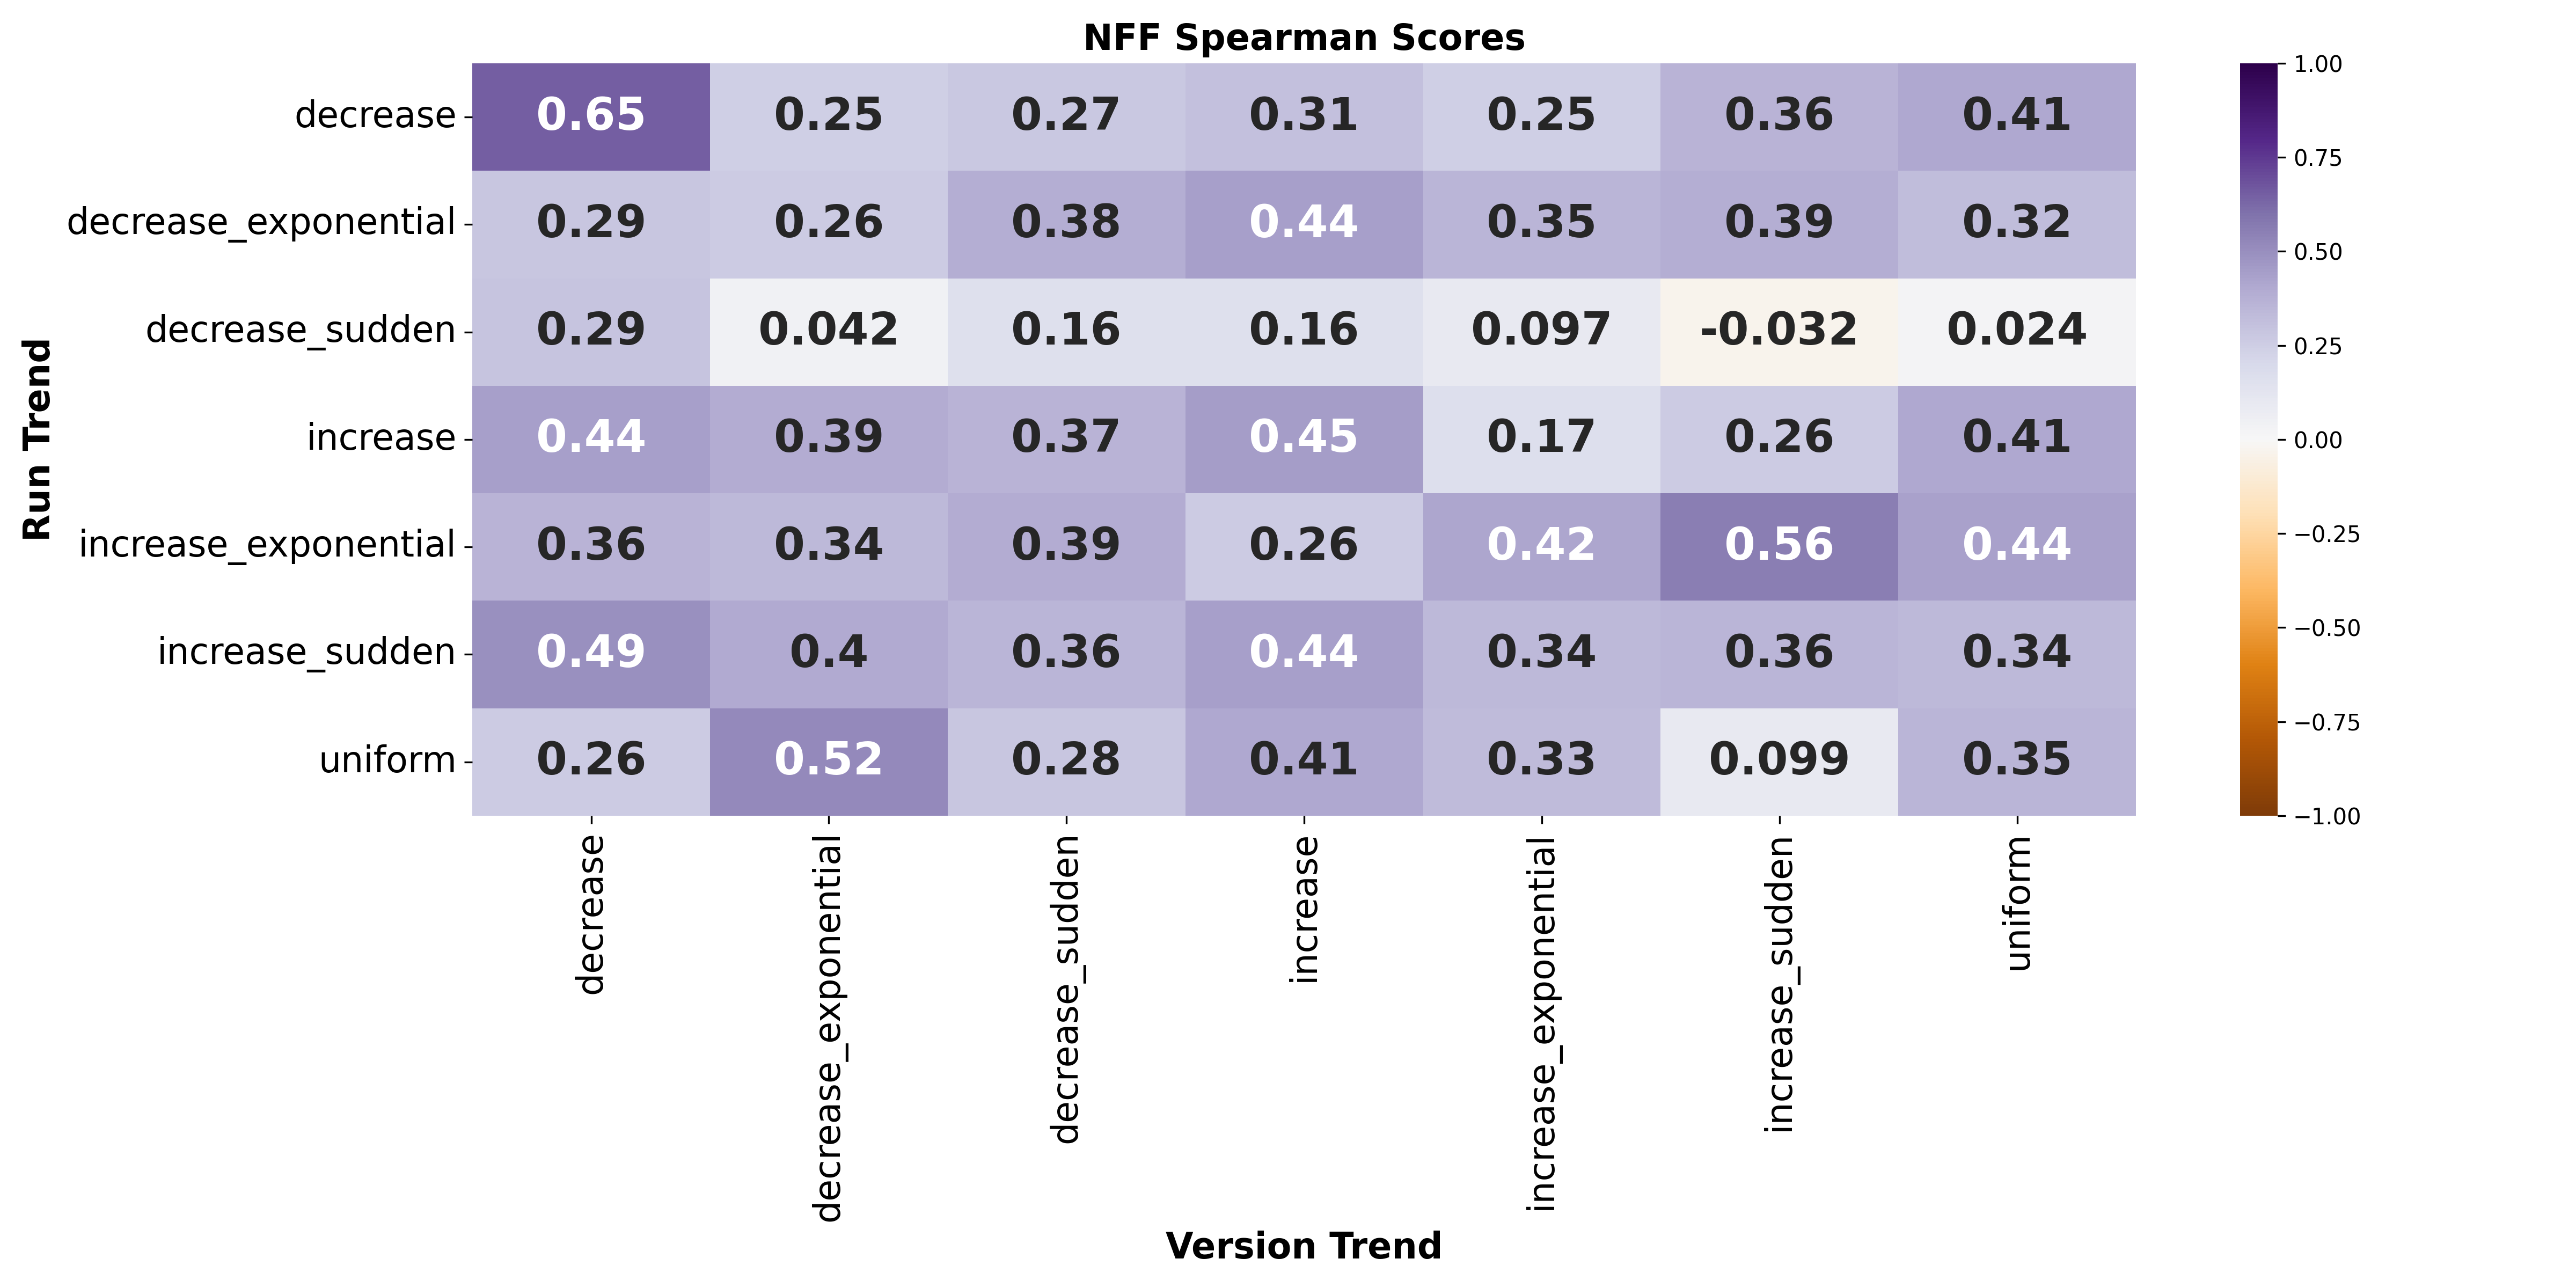 NFF Spearman Scores
Run Trend
decrease 0.65 0.25 0.27 0.31 0.25 0.36 0.41
decrease_exponential 0.29 0.26 0.38 0.44 0.35 0.39 0.32
decrease_sudden 0.29 0.042 0.16 0.16 0.097 -0.032 0.024
increase 0.44 0.39 0.37 0.45 0.17 0.26 0.41
increase_exponential 0.36 0.34 0.39 0.26 0.42 0.56 0.44
increase_sudden 0.49 0.4 0.36 0.44 0.34 0.36 0.34
uniform 0.26 0.52 0.28 0.41 0.33 0.099 0.35
decrease
decrease_exponential
decrease_sudden
increase
increase_exponential
increase_sudden
uniform
Version Trend
1.00
0.75
0.50
0.25
0.00
−0.25
−0.50
−0.75
−1.00